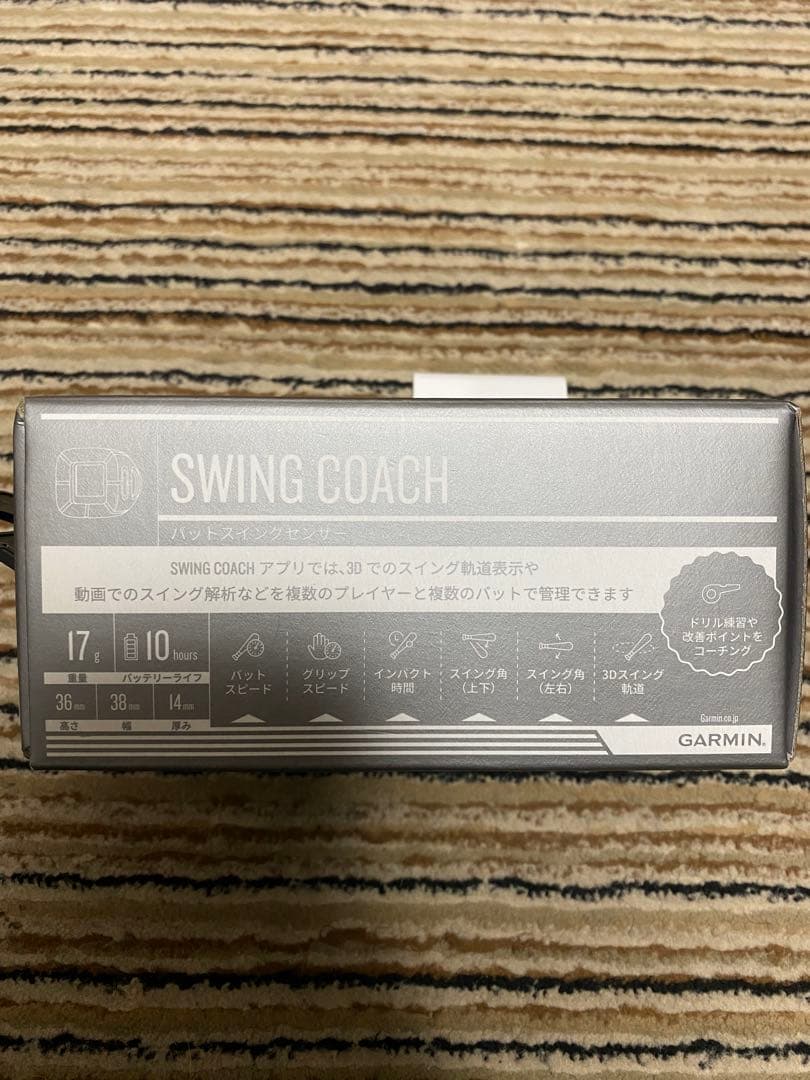 SWING COACH
バットスイングセンサー
SWING COACH アプリでは、3D でのスイング軌道表示や
動画でのスイング解析などを複数のプレイヤーと複数のバットで管理できます
ドリル練習や
改善ポイントを
コーチング
17g
重量
10 hours
バッテリーライフ
36mm
高さ
38mm
幅
14mm
厚み
バット
スピード
グリップ
スピード
インパクト
時間
スイング角
（上下）
スイング角
（左右）
3Dスイング
軌道
Garmin.co.jp
GARMIN®